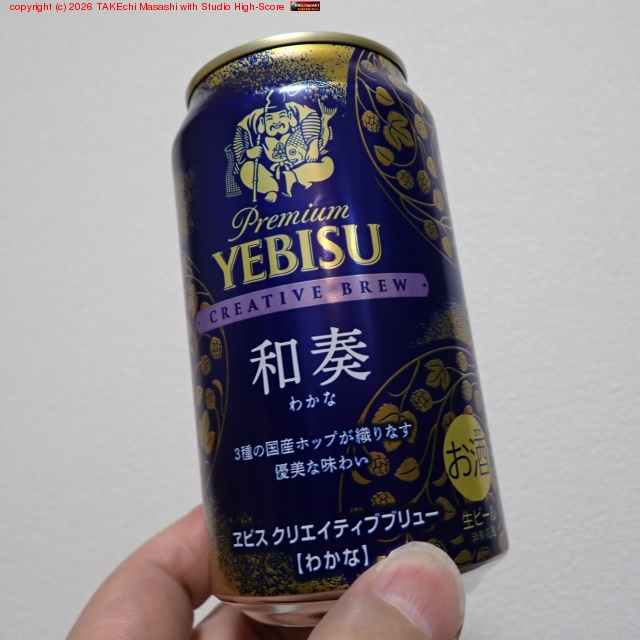 copyright (c) 2026 TAKEchi Masashi with Studio High-Score
Premium
YEBISU
CREATIVE BREW
和奏
わかな
3種の国産ホップが織りなす
優美な味わい
お酒
生ビール
ヱビス クリエイティブブリュー
【わかな】